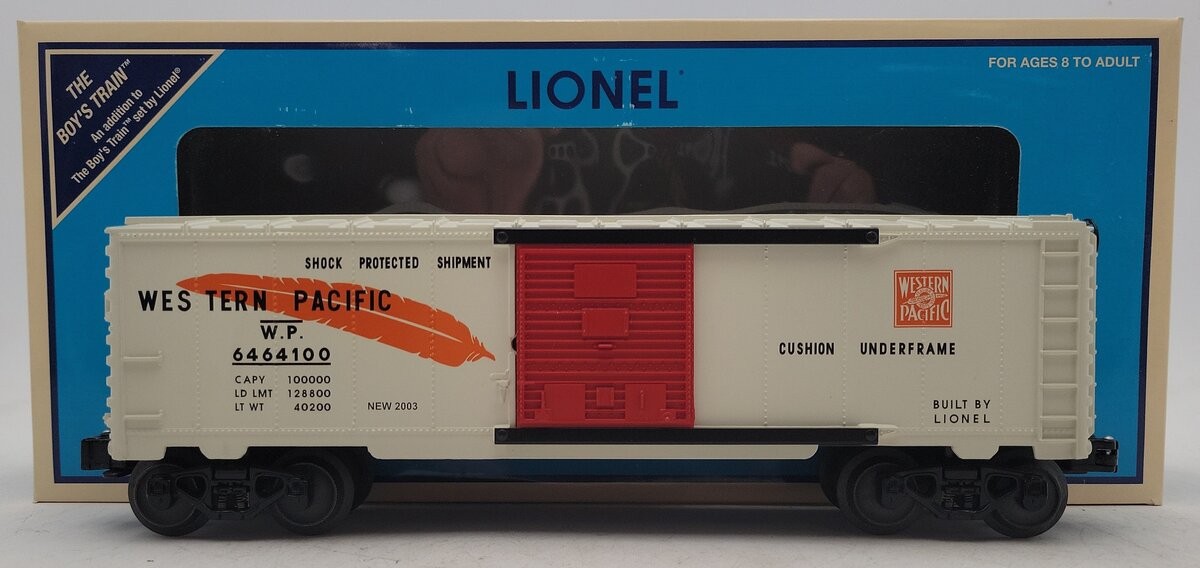 THE
BOY'S TRAIN™
An addition to
The Boy's Train™ set by Lionel®
FOR AGES 8 TO ADULT
LIONEL®
SHOCK PROTECTED SHIPMENT
WES TERN PACIFIC
W.P.
6464100
CAPY 100000
LD LMT 128800
LT WT 40200
NEW 2003
WESTERN
PACIFIC
CUSHION UNDERFRAME
BUILT BY
LIONEL